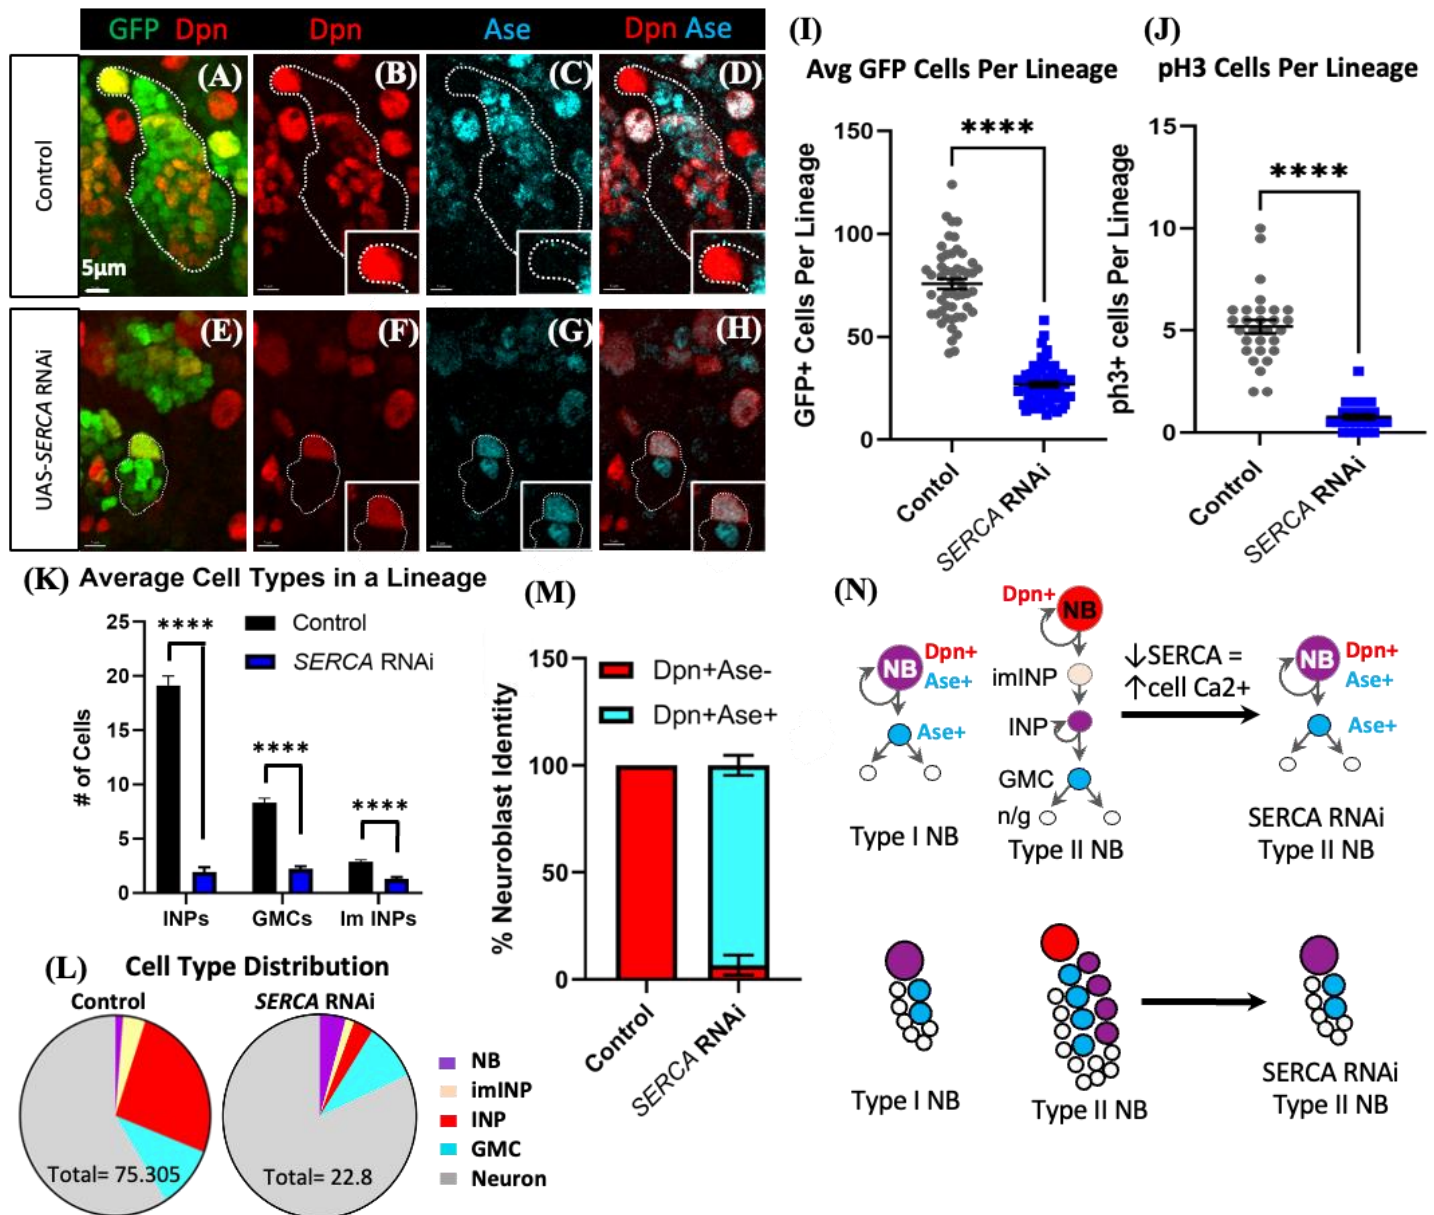 GFP Dpn
Dpn
Ase
Dpn Ase
Control
(A)
(B)
(C)
(D)
5µm
UAS-SERCA RNAi
(E)
(F)
(G)
(H)
(I)
Avg GFP Cells Per Lineage
GFP+ Cells Per Lineage
150
100
50
0
****
Contol
SERCA RNAi
(J)
pH3 Cells Per Lineage
ph3+ cells Per Lineage
15
10
5
0
****
Control
SERCA RNAi
(K) Average Cell Types in a Lineage
# of Cells
25
20
15
10
5
0
****
****
****
Control
SERCA RNAi
INPs
GMCs
Im INPs
(L) Cell Type Distribution
Control
SERCA RNAi
Total= 75.305
Total= 22.8
NB
imINP
INP
GMC
Neuron
(M)
% Neuroblast Identity
150
100
50
0
Dpn+Ase-
Dpn+Ase+
Control
SERCA RNAi
(N)
NB
Dpn+
Ase+
Ase+
Type I NB
Dpn+
NB
imINP
INP
GMC
n/g
Type II NB
↓SERCA =
↑cell Ca2+
NB
Dpn+
Ase+
Ase+
SERCA RNAi
Type II NB
Type I NB
Type II NB
SERCA RNAi
Type II NB